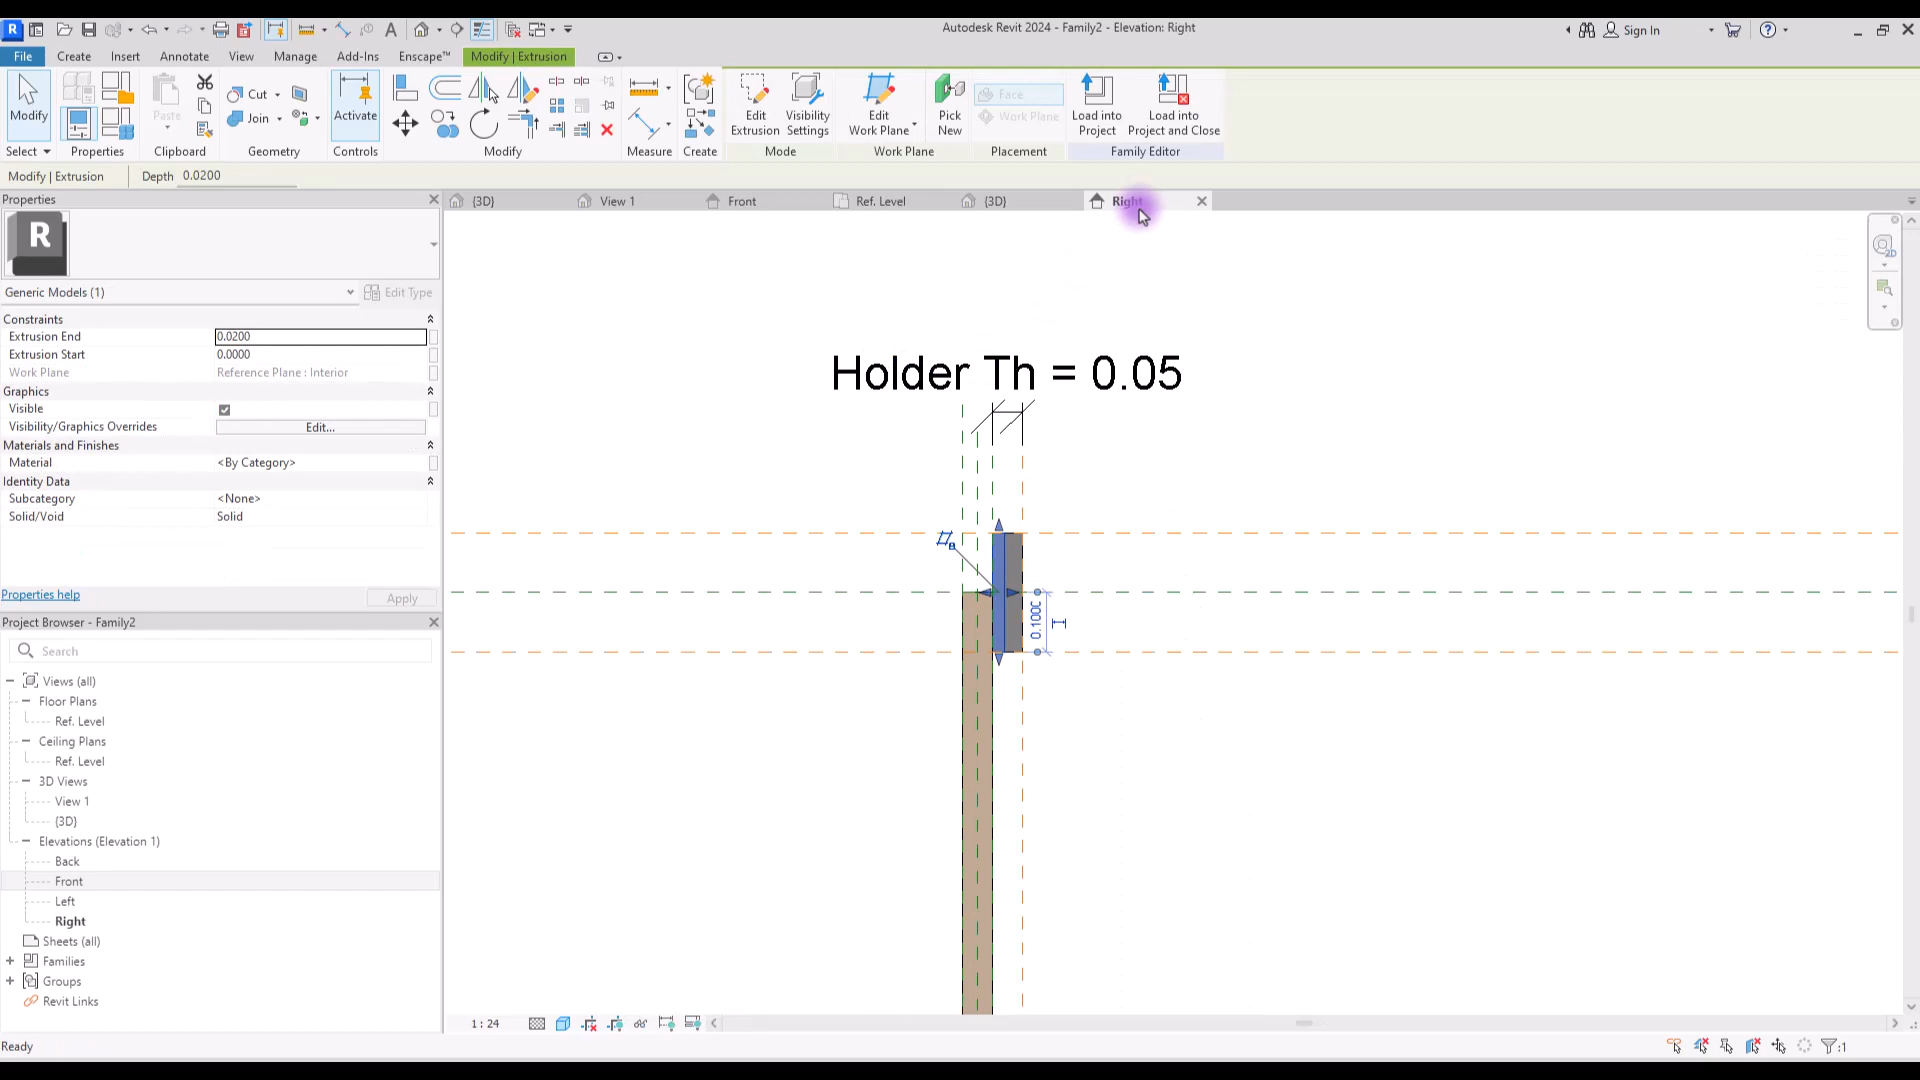 R
Autodesk Revit 2024 - Family2 - Elevation: Right
Sign In
File Create Insert Annotate View Manage Add-Ins Enscape™ Modify | Extrusion
Modify
Paste
Cut
Join
Activate
Edit Extrusion
Visibility Settings
Edit Work Plane
Pick New
Face
Work Plane
Load into Project
Load into Project and Close
Select Properties Clipboard Geometry Controls Modify Measure Create Mode Work Plane Placement Family Editor
Modify | Extrusion Depth 0.0200
Properties
{3D} View 1 Front Ref. Level {3D} Right
R
Generic Models (1) Edit Type
Constraints
Extrusion End 0.0200
Extrusion Start 0.0000
Work Plane Reference Plane : Interior
Graphics
Visible
Visibility/Graphics Overrides Edit...
Materials and Finishes
Material <By Category>
Identity Data
Subcategory <None>
Solid/Void Solid
Properties help Apply
Project Browser - Family2
Search
Views (all)
Floor Plans
Ref. Level
Ceiling Plans
Ref. Level
3D Views
View 1
{3D}
Elevations (Elevation 1)
Back
Front
Left
Right
Sheets (all)
Families
Groups
Revit Links
Holder Th = 0.05
0.1000
2D
1 : 24
Ready
:1